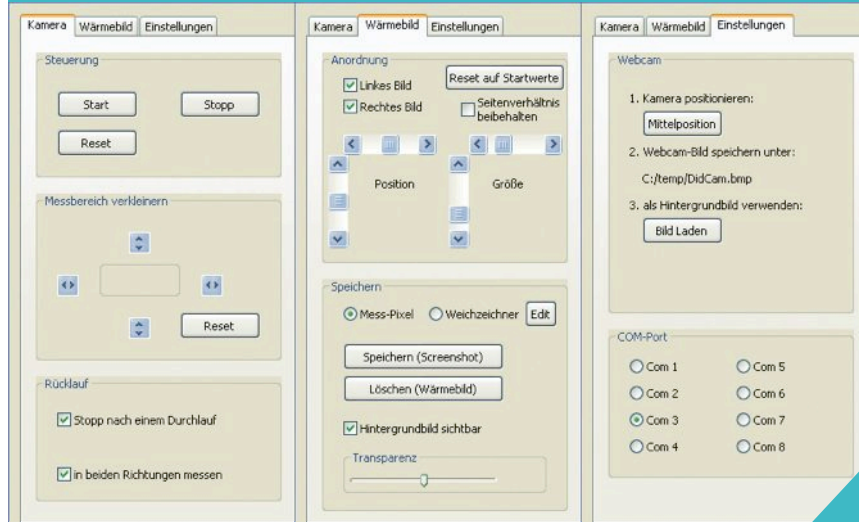 Kamera Wärmebild Einstellungen
Steuerung
Start Stopp
Reset
Messbereich verkleinern
Reset
Rücklauf
Stopp nach einem Durchlauf
in beiden Richtungen messen
Kamera Wärmebild Einstellungen
Anordnung
Linkes Bild
Reset auf Startwerte
Rechtes Bild
Seitenverhältnis
beibehalten
Position Größe
Speichern
Mess-Pixel Weichzeichner Edit
Speichern (Screenshot)
Löschen (Wärmebild)
Hintergrundbild sichtbar
Transparenz
Kamera Wärmebild Einstellungen
Webcam
1. Kamera positionieren:
Mittelposition
2. Webcam-Bild speichern unter:
C:/temp/DidCam.bmp
3. als Hintergrundbild verwenden:
Bild Laden
COM-Port
Com 1 Com 5
Com 2 Com 6
Com 3 Com 7
Com 4 Com 8